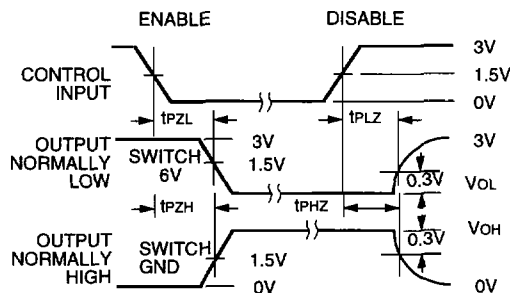 ENABLE DISABLE
CONTROL INPUT
3V
1.5V
0V
tPZL tPLZ
OUTPUT NORMALLY LOW
SWITCH 6V
3V
1.5V
3V
0.3V
VOL
tPZH tPHZ
OUTPUT NORMALLY HIGH
SWITCH GND
1.5V
0V
VOH
0.3V
0V